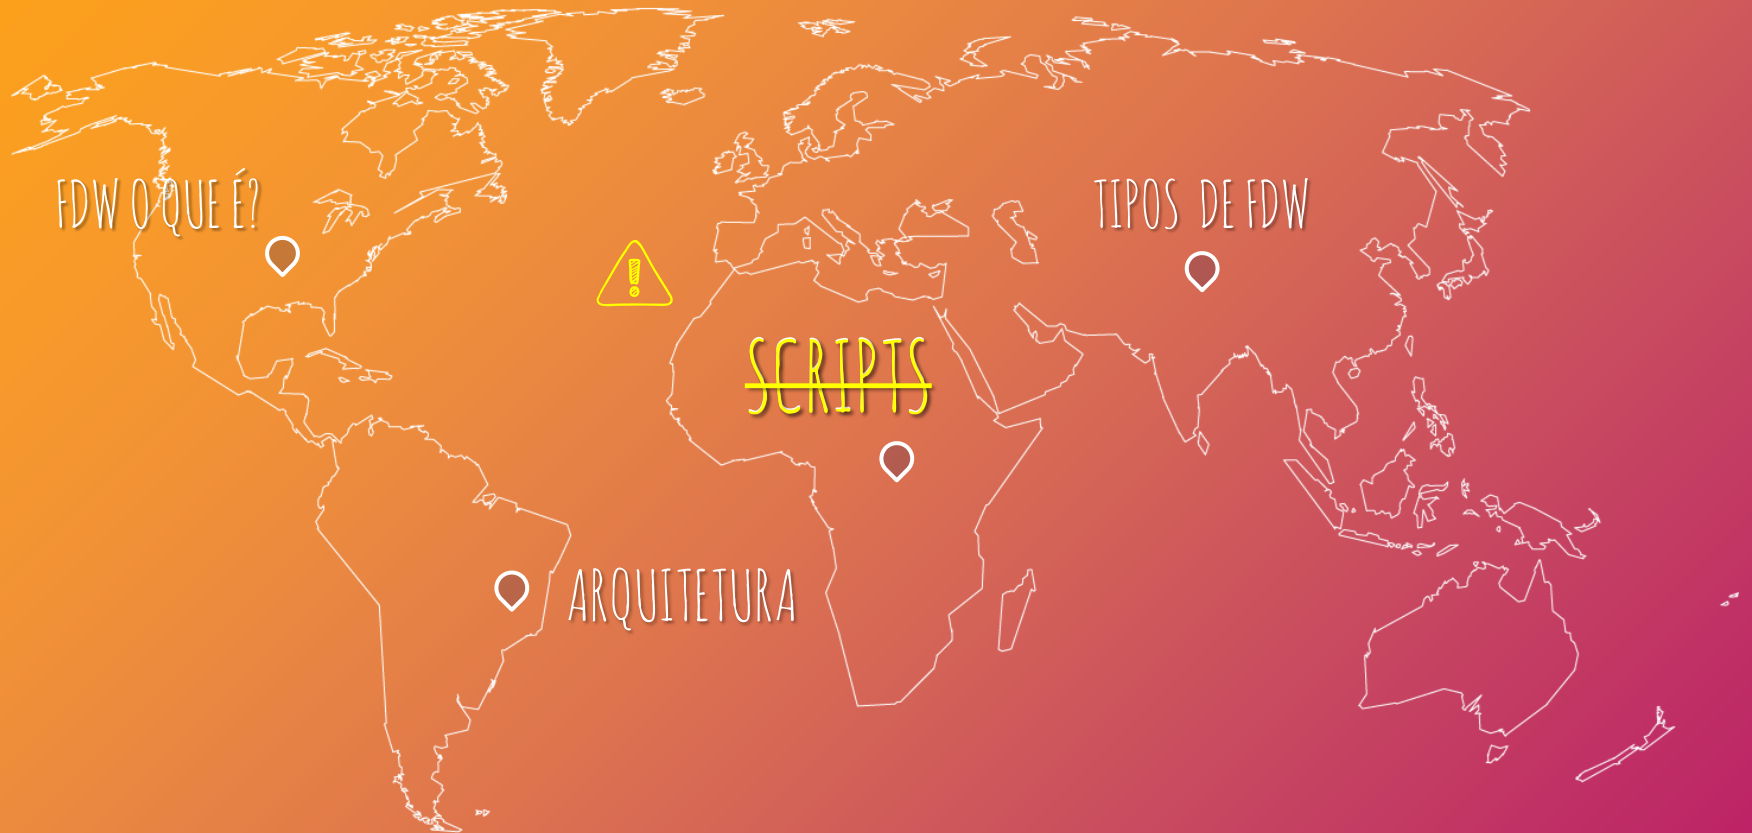 FDW O QUE É?
TIPOS DE FDW
SCRIPTS
ARQUITETURA